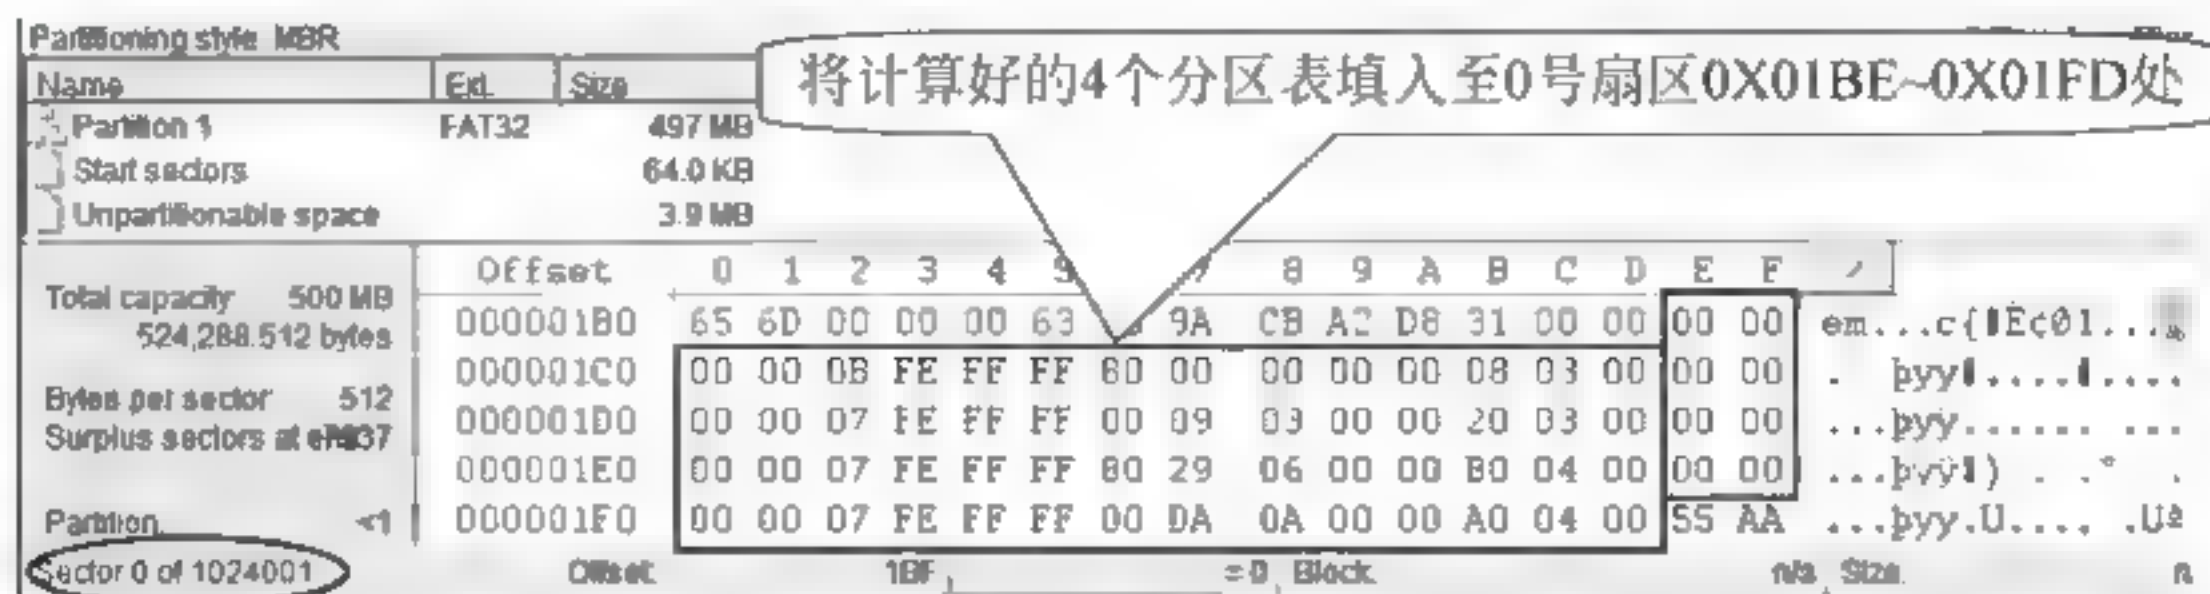 Partitioning style MBR
将计算好的4个分区表填入至0号扇区0X01BE~0X01FD处
Name Ext. Size
Partition 1 FAT32 497 MB
Start sectors 64.0 KB
Unpartitionable space 3.9 MB
Offset 0 1 2 3 4 8 9 A B C D E F
Total capacity 500 MB
524,288,512 bytes
000001B0 65 6D 00 00 00 63 9A CB A2 D8 31 00 00 00 00
000001C0 00 00 0B FE FF FF 80 00 00 00 00 08 03 00 00 00
Bytes per sector 512
000001D0 00 00 07 FE FF FF 00 09 03 00 00 20 03 00 00 00
Surplus sectors at
000001E0 00 00 07 FE FF FF 80 29 06 00 00 B0 04 00 00 00
Partition <1
000001F0 00 00 07 FE FF FF 00 DA 0A 00 00 A0 04 00 55 AA
Sector 0 of 1024001
Offset 1BF = 0 Block n/a Size